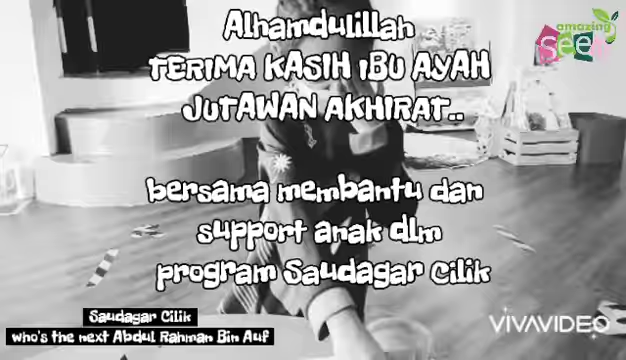 Alhamdulillah
TERIMA KASIH IBU AYAH
JUTAWAN AKHIRAT..
bersama membantu dan
support anak dlm
program Saudagar Cilik
amazing
seed
Saudagar Cilik
who's the next Abdul Rahman Bin Auf
VIVAVIDEO